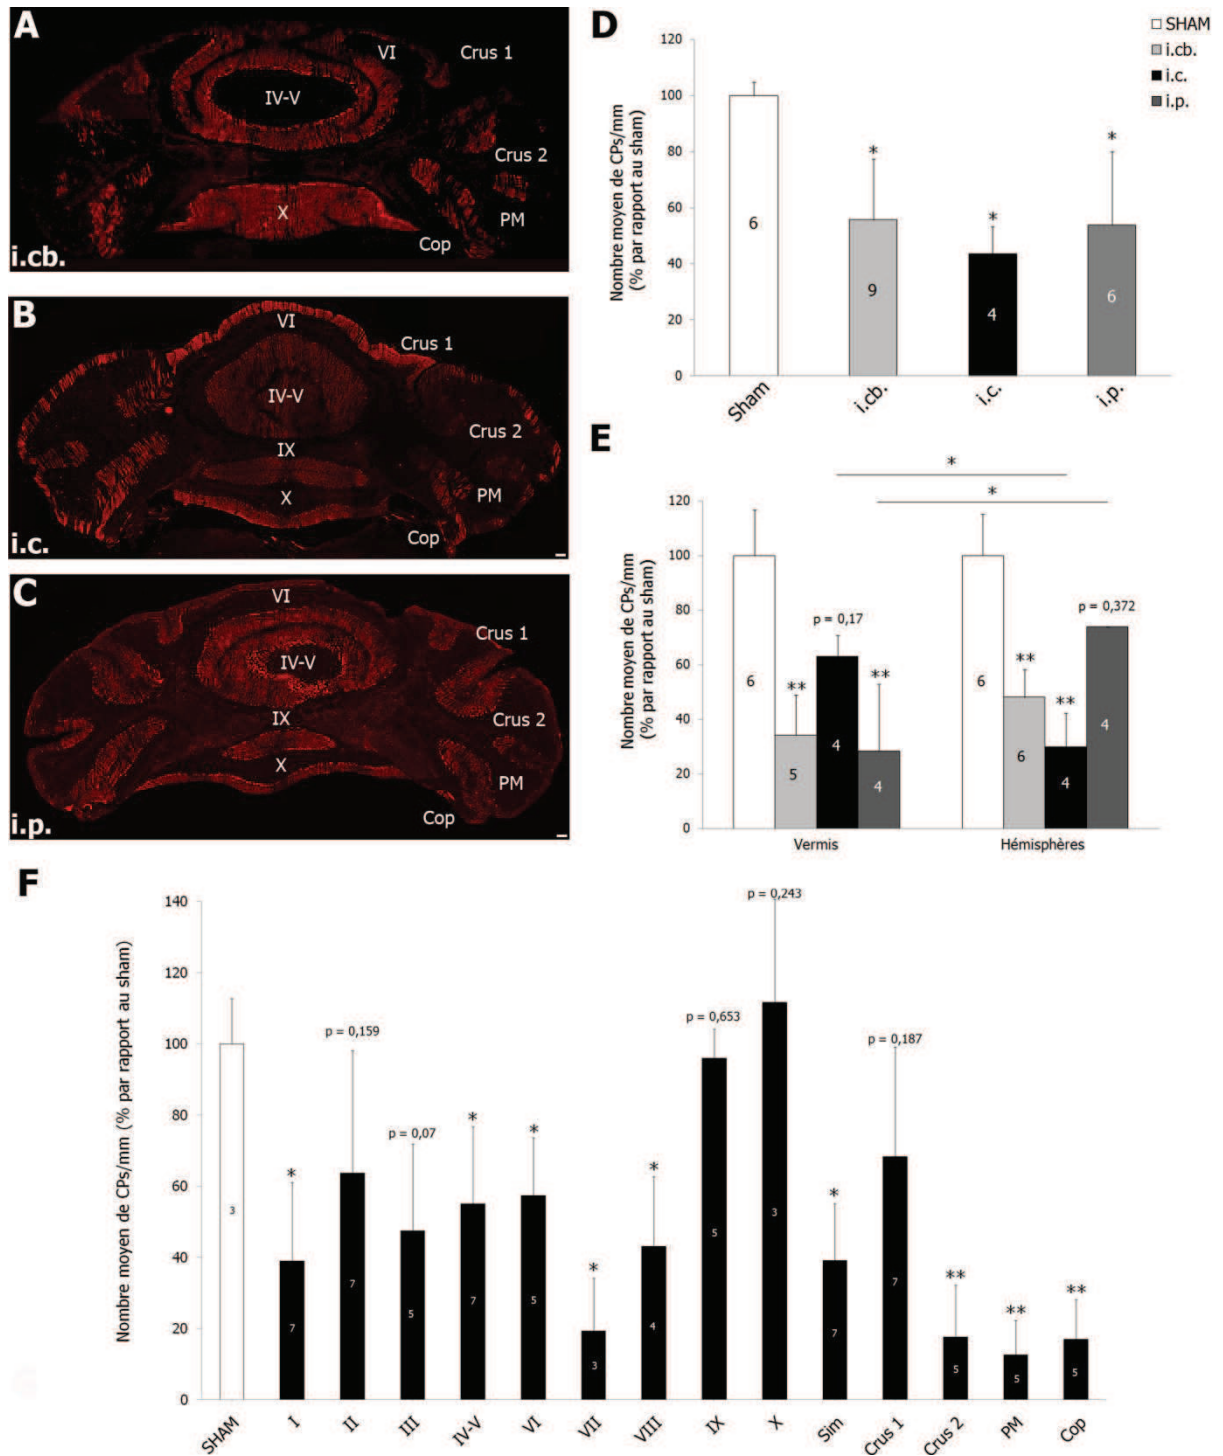 A
VI
Crus 1
IV-V
Crus 2
X
PM
Cop
i.cb.
B
VI
Crus 1
IV-V
Crus 2
IX
PM
X
Cop
i.c.
C
VI
Crus 1
IV-V
IX
Crus 2
X
PM
Cop
i.p.
D
SHAM
i.cb.
i.c.
i.p.
Nombre moyen de CPs/mm
(% par rapport au sham)
120
100
80
60
40
20
0
* * *
6 9 4 6
Sham i.cb. i.c. i.p.
E
*
*
Nombre moyen de CPs/mm
(% par rapport au sham)
120
100
80
60
40
20
0
p = 0,17
p = 0,372
** ** ** **
6 5 4 4 6 6 4 4
Vermis Hémisphères
F
Nombre moyen de CPs/mm (% par rapport au sham)
140
120
100
80
60
40
20
0
p = 0,159
p = 0,07
p = 0,653
p = 0,243
p = 0,187
* * * * * * ** ** **
3 7 7 5 7 5 3 4 5 3 7 7 5 5 5
SHAM I II III IV-V VI VII VIII IX X Sim Crus 1 Crus 2 PM Cop